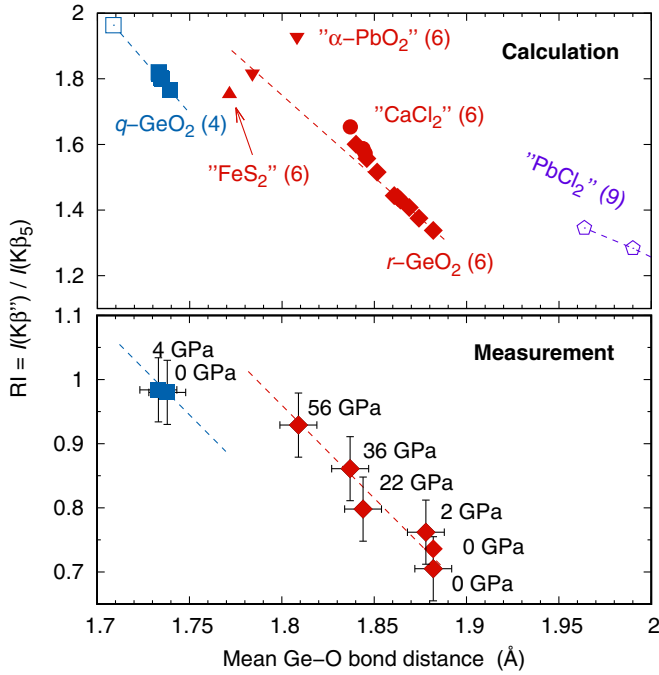 2
"α−PbO2" (6)
Calculation
1.8
q−GeO2 (4)
"CaCl2" (6)
1.6
"FeS2" (6)
"PbCl2" (9)
1.4
r−GeO2 (6)
1.2
RI = I(Kβ'') / I(Kβ5)
1.1
4 GPa
Measurement
0 GPa
1
56 GPa
0.9
36 GPa
22 GPa
0.8
2 GPa
0 GPa
0.7
0 GPa
1.7 1.75 1.8 1.85 1.9 1.95 2
Mean Ge−O bond distance (Å)